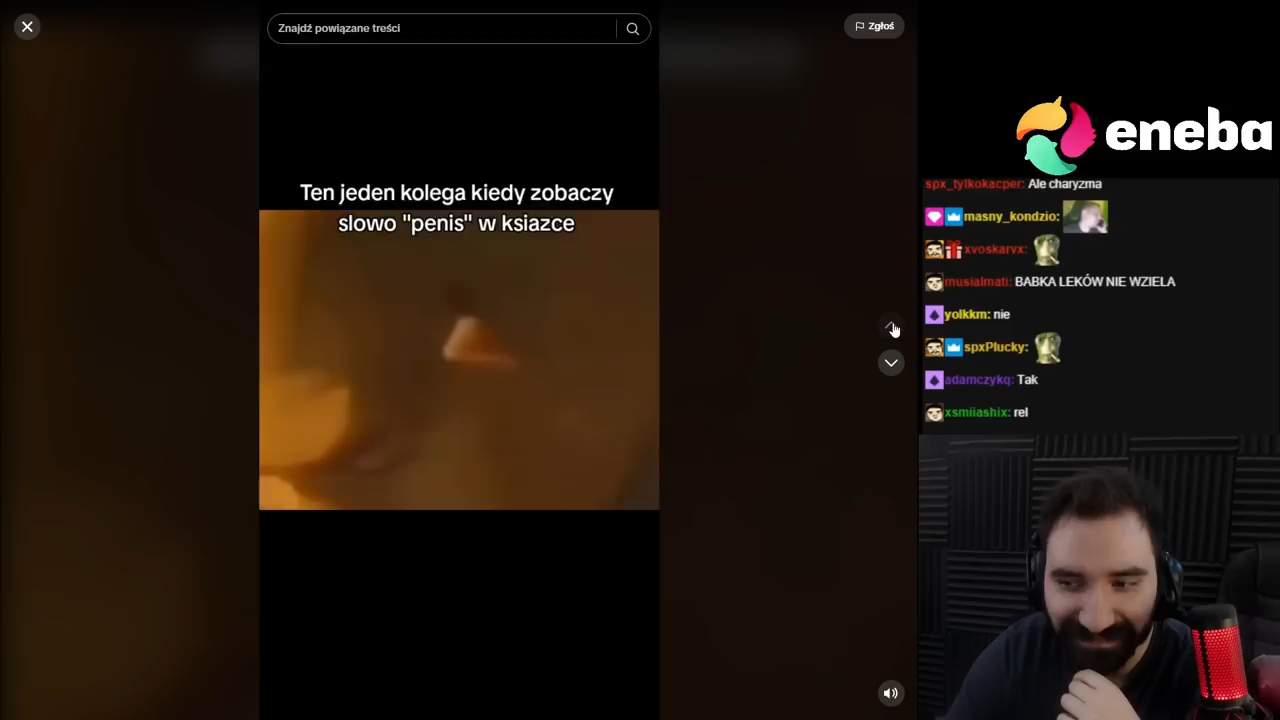 Znajdź powiązane treści
Zgłoś
Ten jeden kolega kiedy zobaczy
slowo "penis" w ksiazce
eneba
spx_tylkokacper: Ale charyzma
masny_kondzio:
xvoskarvx:
musialmati: BABKA LEKÓW NIE WZIELA
yolkkm: nie
spxPlucky:
adamczykq: Tak
xsmiiashix: rel